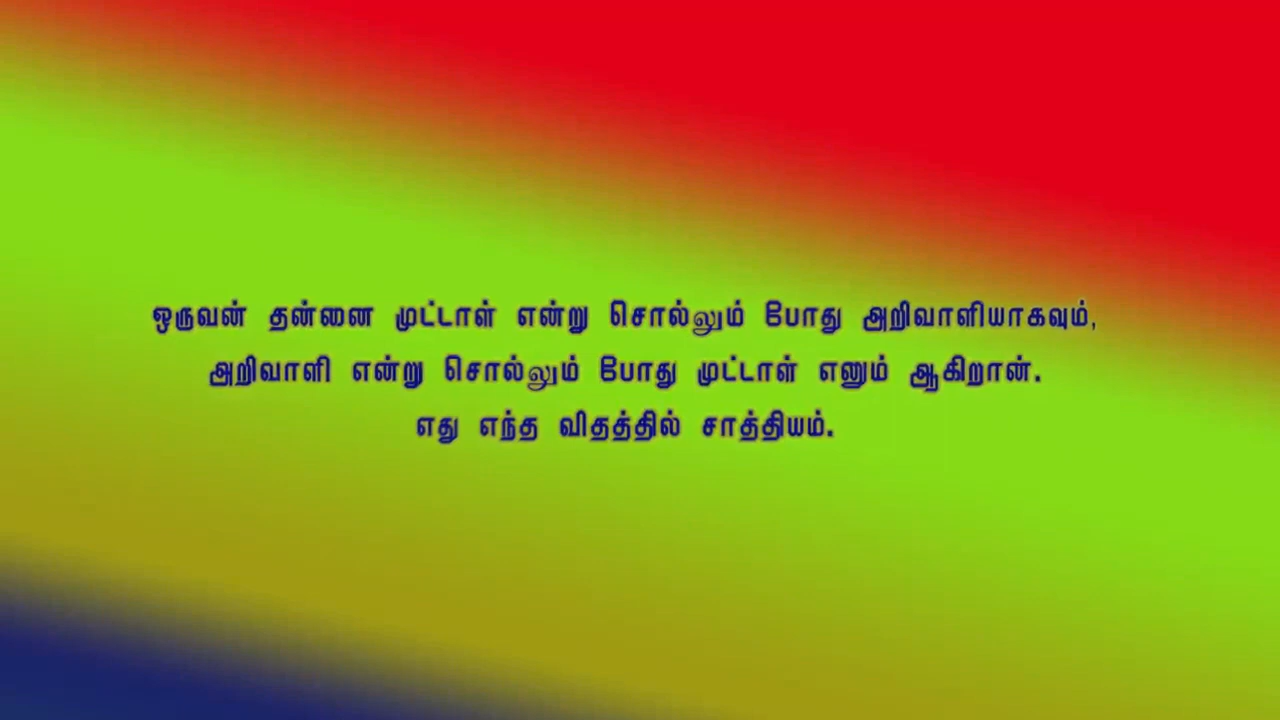 ஒருவன் தன்னை முட்டாள் என்று சொல்லும் போது அறிவாளியாகவும்,
அறிவாளி என்று சொல்லும் போது முட்டாள் எனும் ஆகிறான்.
எது எந்த விதத்தில் சாத்தியம்.